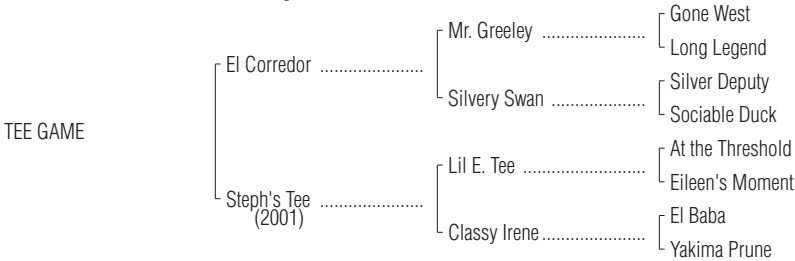 Gone West
Mr. Greeley ......................
Long Legend
El Corredor ......................
Silver Deputy
Silvery Swan ....................
Sociable Duck
TEE GAME
At the Threshold
Lil E. Tee ..........................
Eileen's Moment
Steph's Tee ......................
(2001)
El Baba
Classy Irene......................
Yakima Prune